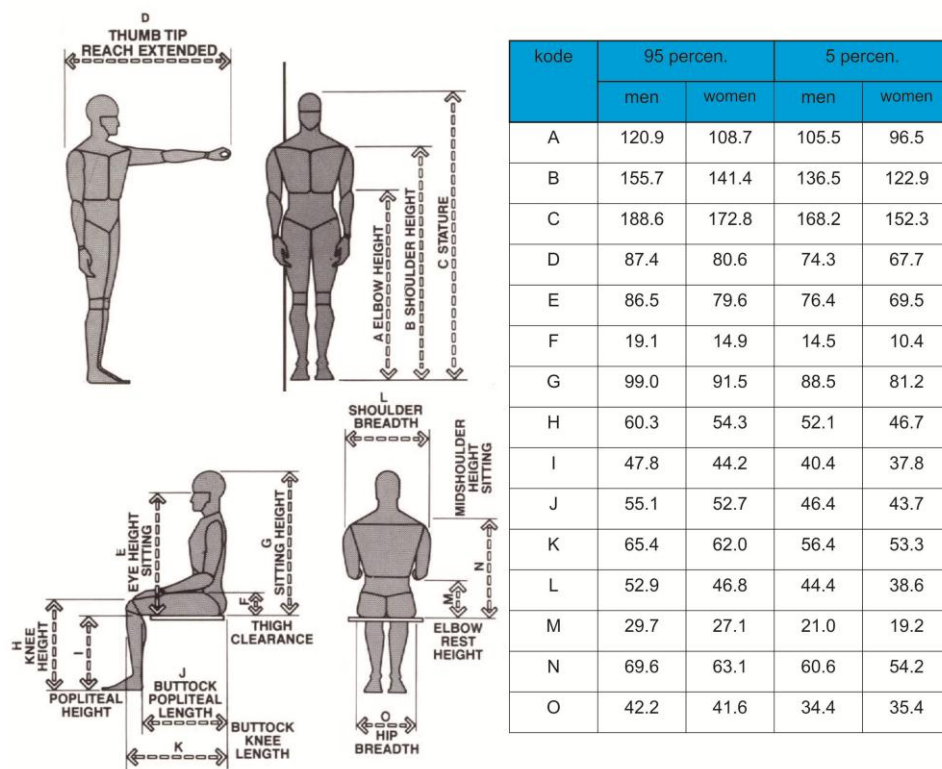 D
THUMB TIP
REACH EXTENDED
A ELBOW HEIGHT
B SHOULDER HEIGHT
C STATURE
L
SHOULDER
BREADTH
MIDSHOULDER
HEIGHT
SITTING
E
EYE HEIGHT
SITTING
G
SITTING HEIGHT
F
THIGH
CLEARANCE
H
KNEE
HEIGHT
I
POPLITEAL
HEIGHT
J
BUTTOCK
POPLITEAL
LENGTH
K
BUTTOCK
KNEE
LENGTH
N
M
ELBOW
REST
HEIGHT
O
HIP
BREADTH
kode 95 percen. 5 percen.
men women men women
A 120.9 108.7 105.5 96.5
B 155.7 141.4 136.5 122.9
C 188.6 172.8 168.2 152.3
D 87.4 80.6 74.3 67.7
E 86.5 79.6 76.4 69.5
F 19.1 14.9 14.5 10.4
G 99.0 91.5 88.5 81.2
H 60.3 54.3 52.1 46.7
I 47.8 44.2 40.4 37.8
J 55.1 52.7 46.4 43.7
K 65.4 62.0 56.4 53.3
L 52.9 46.8 44.4 38.6
M 29.7 27.1 21.0 19.2
N 69.6 63.1 60.6 54.2
O 42.2 41.6 34.4 35.4